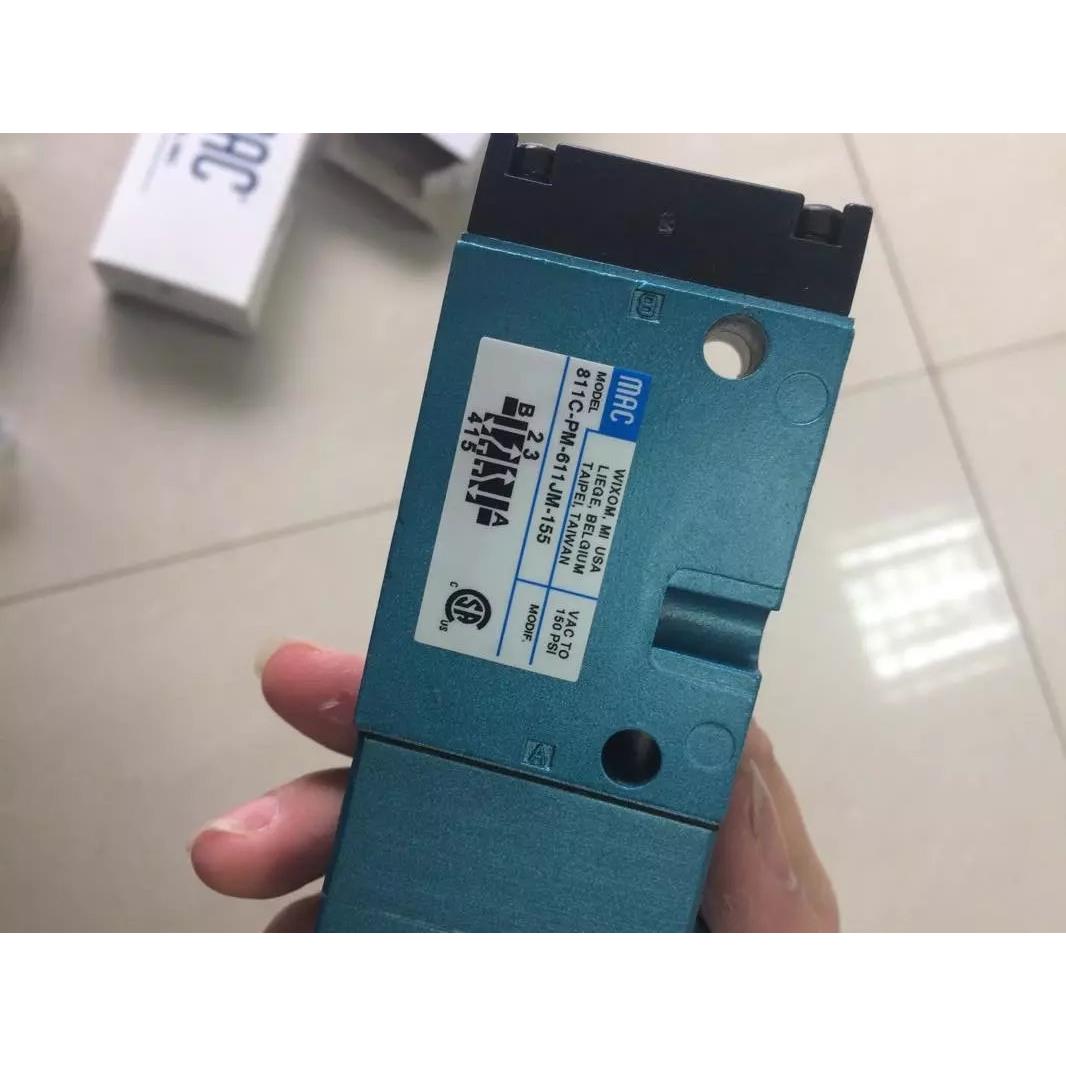 MAC
MAC
WIXOM, MI USA
LIEGE, BELGIUM
TAIPEI, TAIWAN
VAC TO
150 PSI
MODEL
811C-PM-611JM-155
MODIF.
2 3
B
A
4 1 5
C
SA
US
B
A